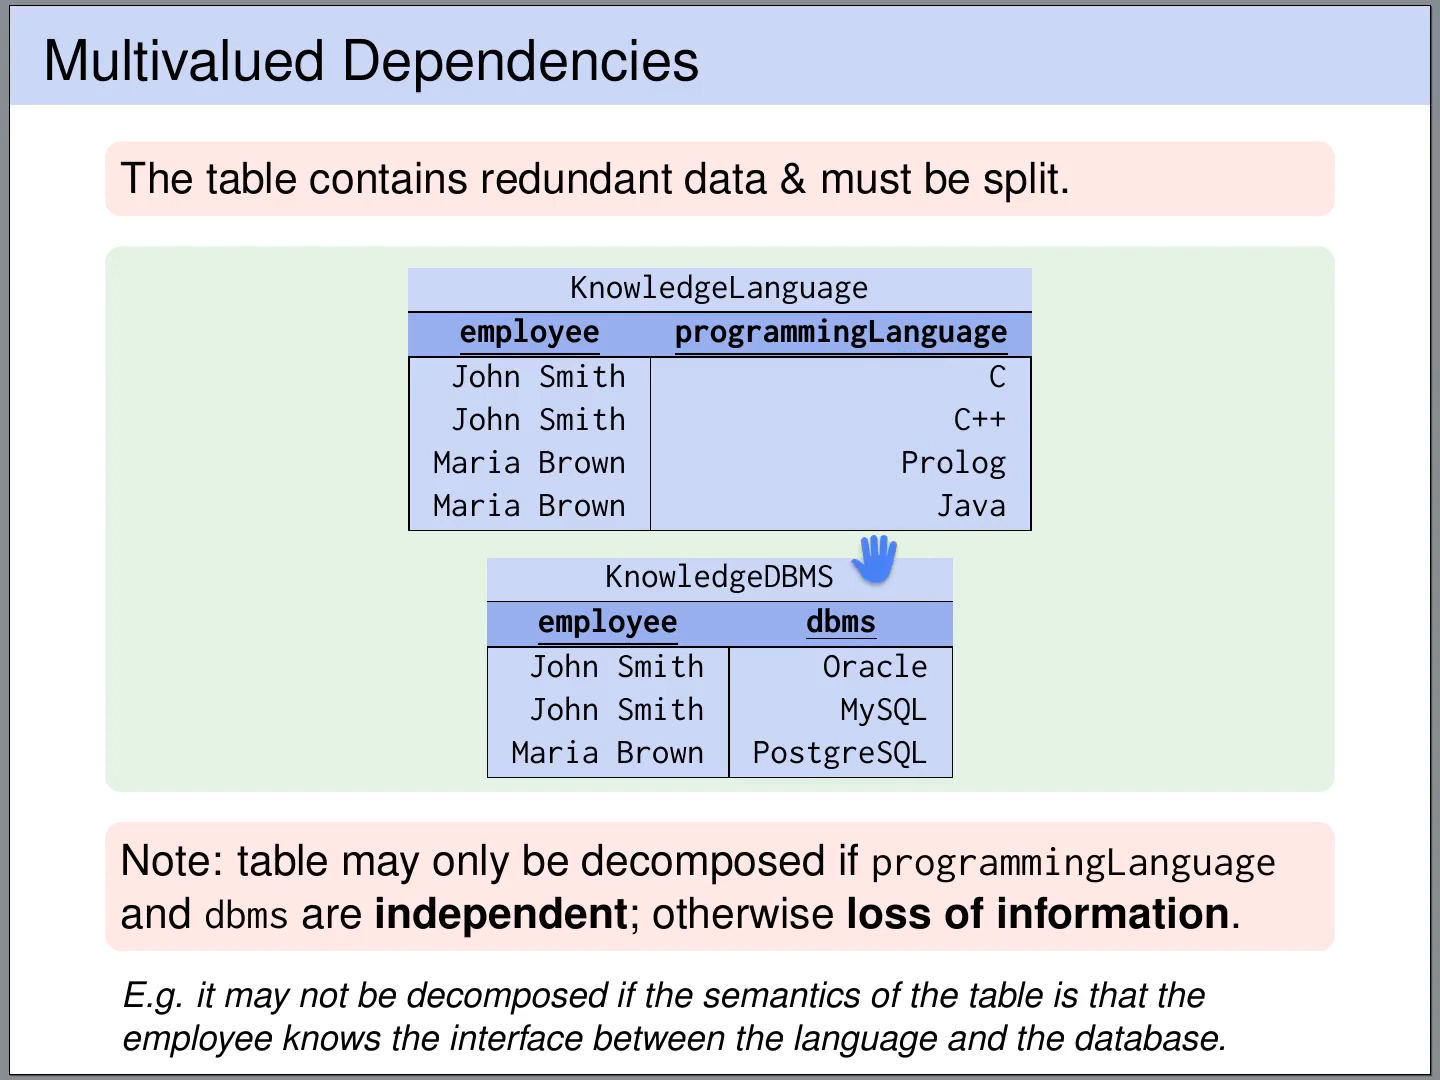 Multivalued Dependencies
The table contains redundant data & must be split.
KnowledgeLanguage
employee programmingLanguage
John Smith C
John Smith C++
Maria Brown Prolog
Maria Brown Java
KnowledgeDBMS
employee dbms
John Smith Oracle
John Smith MySQL
Maria Brown PostgreSQL
Note: table may only be decomposed if programmingLanguage
and dbms are independent; otherwise loss of information.
E.g. it may not be decomposed if the semantics of the table is that the
employee knows the interface between the language and the database.